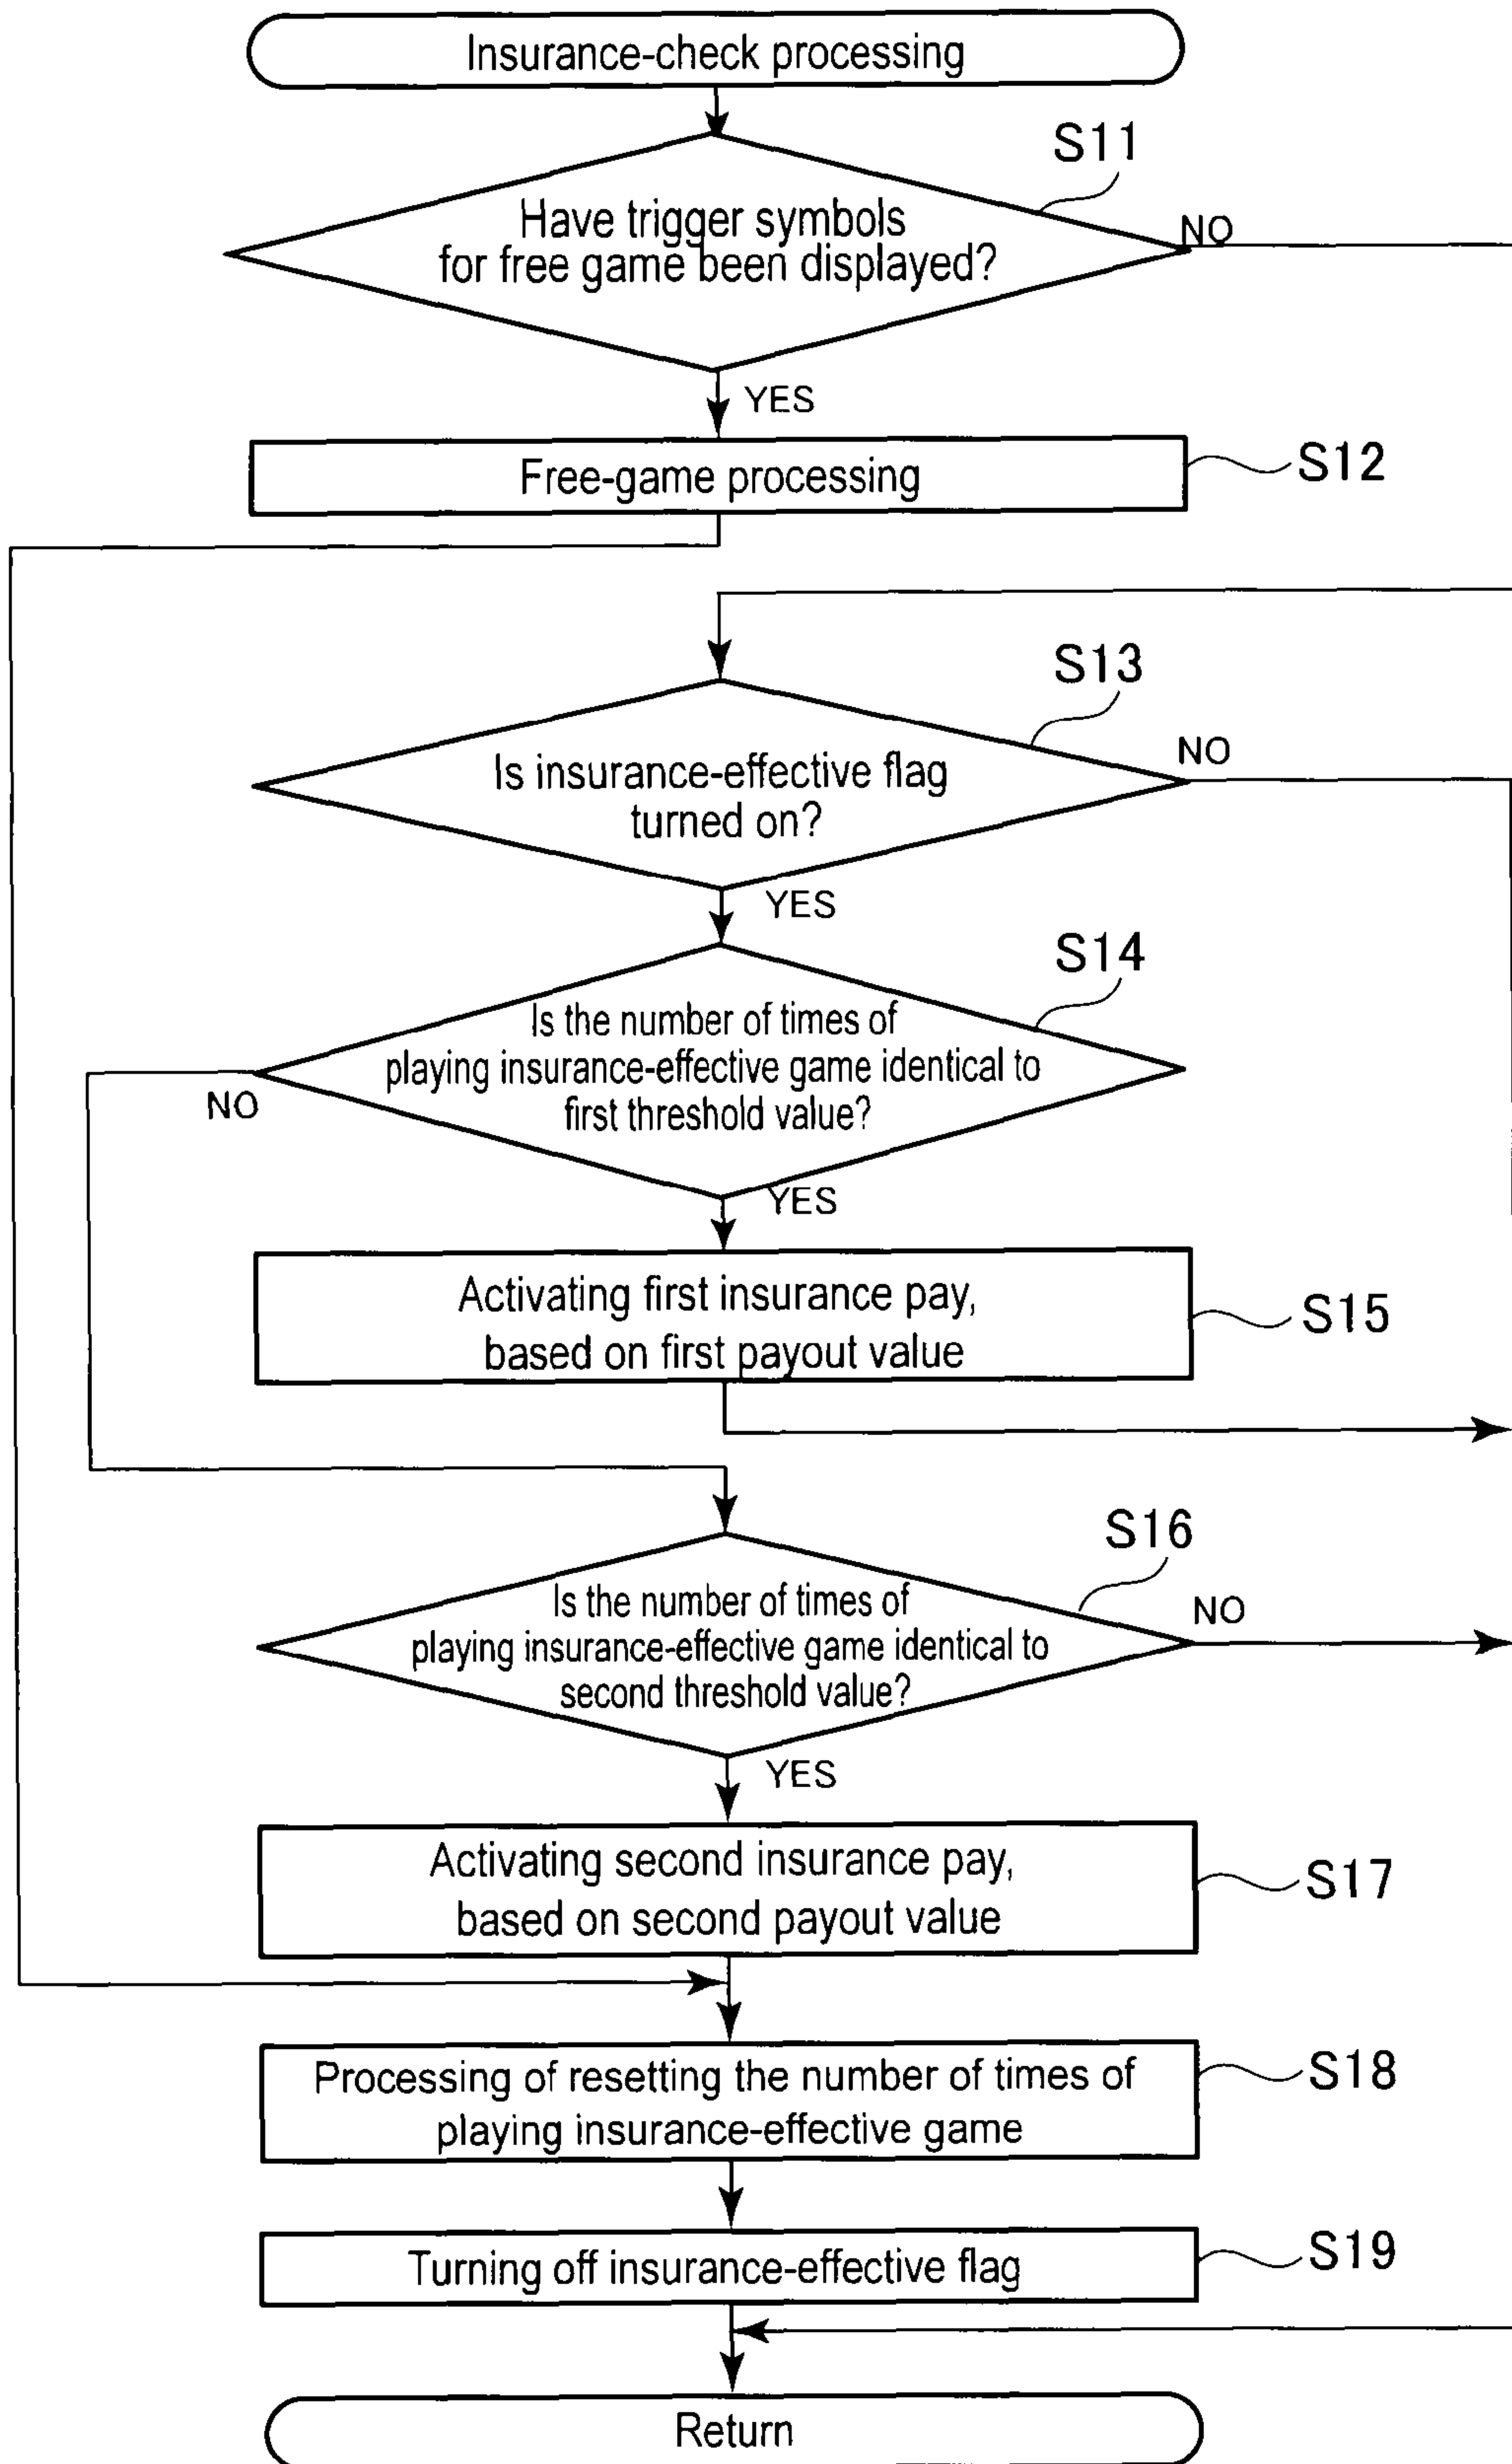 Insurance-check processing
S11
Have trigger symbols
for free game been displayed?
NO
YES
Free-game processing
S12
S13
Is insurance-effective flag
turned on?
NO
YES
S14
Is the number of times of
playing insurance-effective game identical to
first threshold value?
NO
YES
Activating first insurance pay,
based on first payout value
S15
S16
Is the number of times of
playing insurance-effective game identical to
second threshold value?
NO
YES
Activating second insurance pay,
based on second payout value
S17
Processing of resetting the number of times of
playing insurance-effective game
S18
Turning off insurance-effective flag
S19
Return